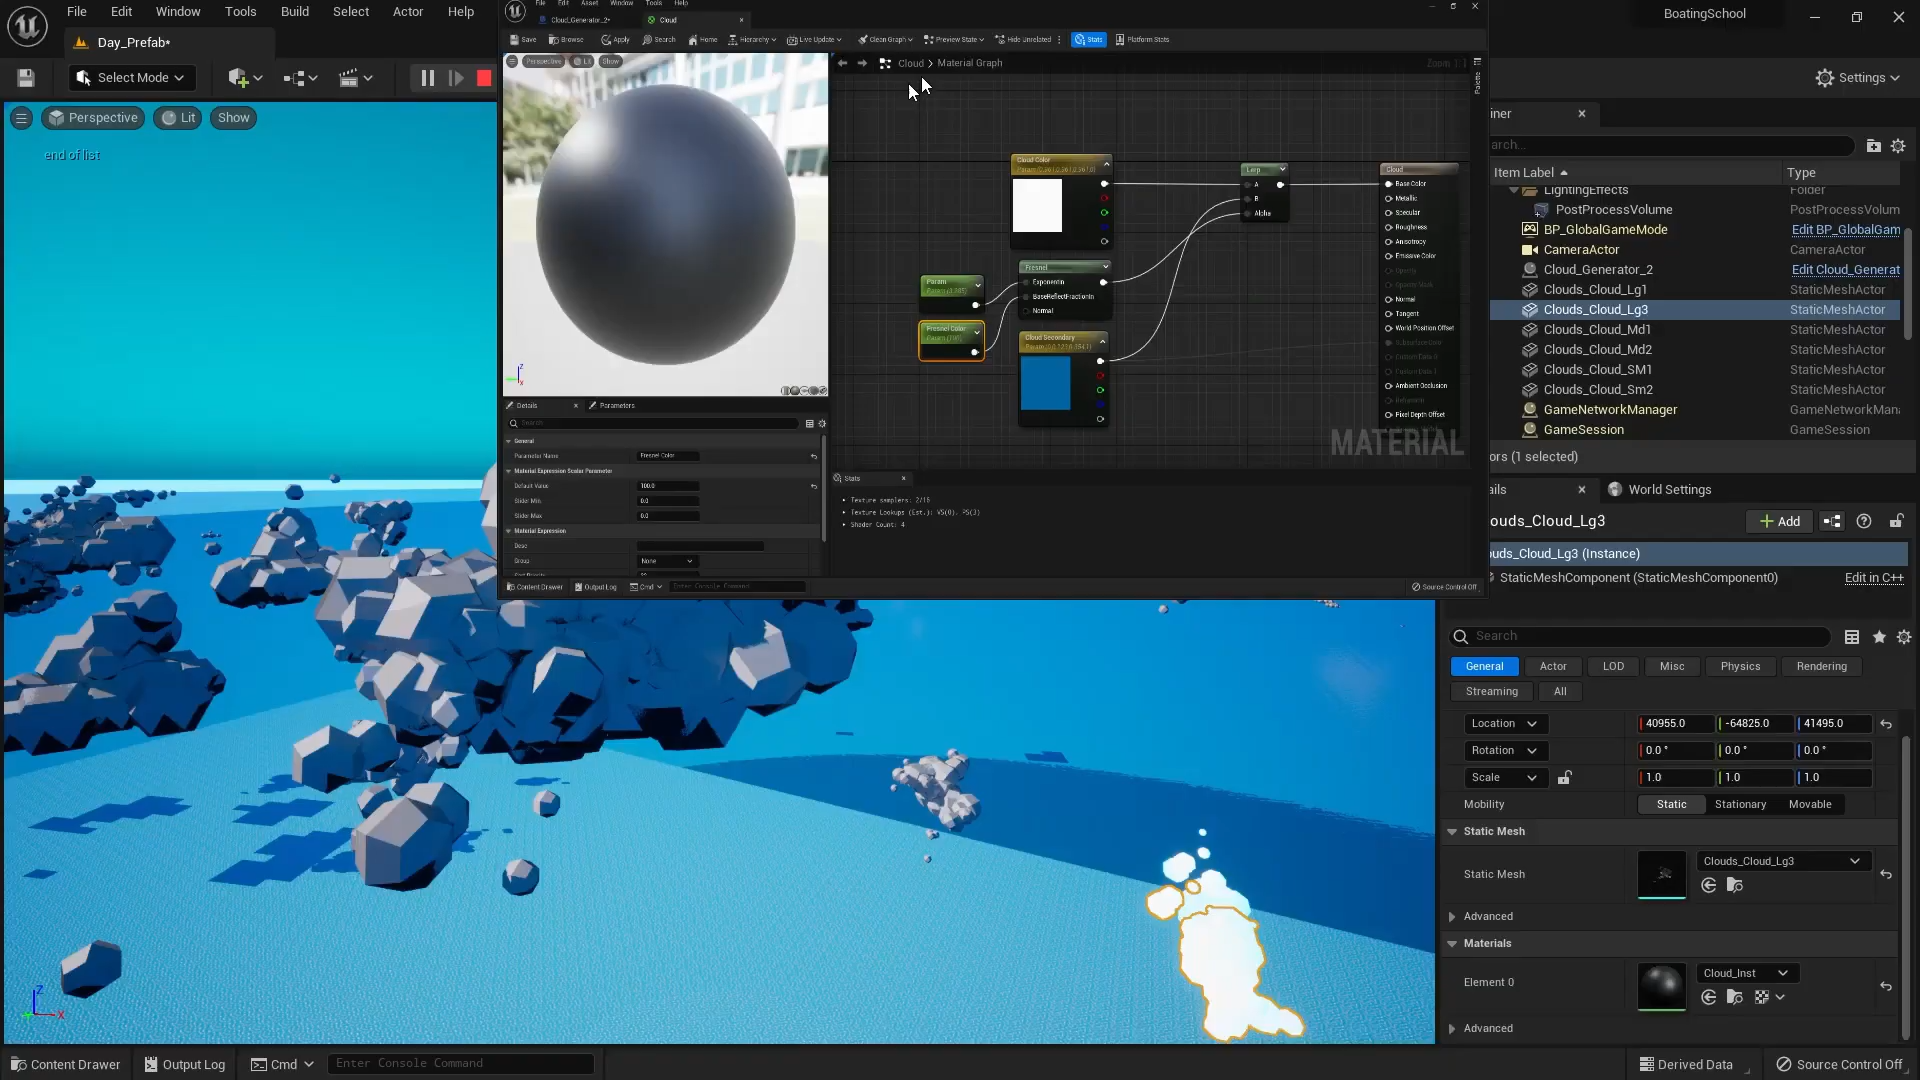 File Edit Window Tools Build Select Actor Help
File Edit Asset Window Tools Help
BoatingSchool
Day_Prefab*
Cloud_Generator_2* Cloud
Save Browse Apply Search Home Hierarchy Live Update Clean Graph Preview State Hide Unrelated Stats Platform Stats
Select Mode
Settings
Perspective Lit Show
Cloud > Material Graph
Palette
Perspective Lit Show
end of list
Cloud Color
Lerp
A
B
Alpha
Cloud
Base Color
Metallic
Specular
Roughness
Anisotropy
Emissive Color
Opacity
Opacity Mask
Normal
Tangent
World Position Offset
Subsurface Color
Ambient Occlusion
Refraction
Pixel Depth Offset
Fresnel
ExponentIn
BaseReflectFractionIn
Normal
Param
Fresnel Color
Param (100)
Cloud Secondary
MATERIAL
Details Parameters
Search
General
Parameter Name Fresnel Color
Material Expression Scalar Parameter
Default Value 100.0
Slider Min 0.0
Slider Max 0.0
Material Expression
Desc
Group None
Stats
Texture samplers: 2/16
Texture Lookups (Est.): VS(0), PS(3)
Shader Count: 4
Content Drawer Output Log Cmd Enter Console Command Source Control Off
iner
arch...
Item Label Type
LightingEffects Folder
PostProcessVolume PostProcessVolum
BP_GlobalGameMode Edit BP_GlobalGam
CameraActor CameraActor
Cloud_Generator_2 Edit Cloud_Generat
Clouds_Cloud_Lg1 StaticMeshActor
Clouds_Cloud_Lg3 StaticMeshActor
Clouds_Cloud_Md1 StaticMeshActor
Clouds_Cloud_Md2 StaticMeshActor
Clouds_Cloud_SM1 StaticMeshActor
Clouds_Cloud_Sm2 StaticMeshActor
GameNetworkManager GameNetworkMan
GameSession GameSession
ors (1 selected)
ails World Settings
ouds_Cloud_Lg3 Add
ouds_Cloud_Lg3 (Instance)
StaticMeshComponent (StaticMeshComponent0) Edit in C++
Search
General Actor LOD Misc Physics Rendering
Streaming All
Location 40955.0 -64825.0 41495.0
Rotation 0.0 ° 0.0 ° 0.0 °
Scale 1.0 1.0 1.0
Mobility Static Stationary Movable
Static Mesh
Static Mesh Clouds_Cloud_Lg3
Advanced
Materials
Element 0 Cloud_Inst
Advanced
Z
X
Content Drawer Output Log Cmd Enter Console Command Derived Data Source Control Off